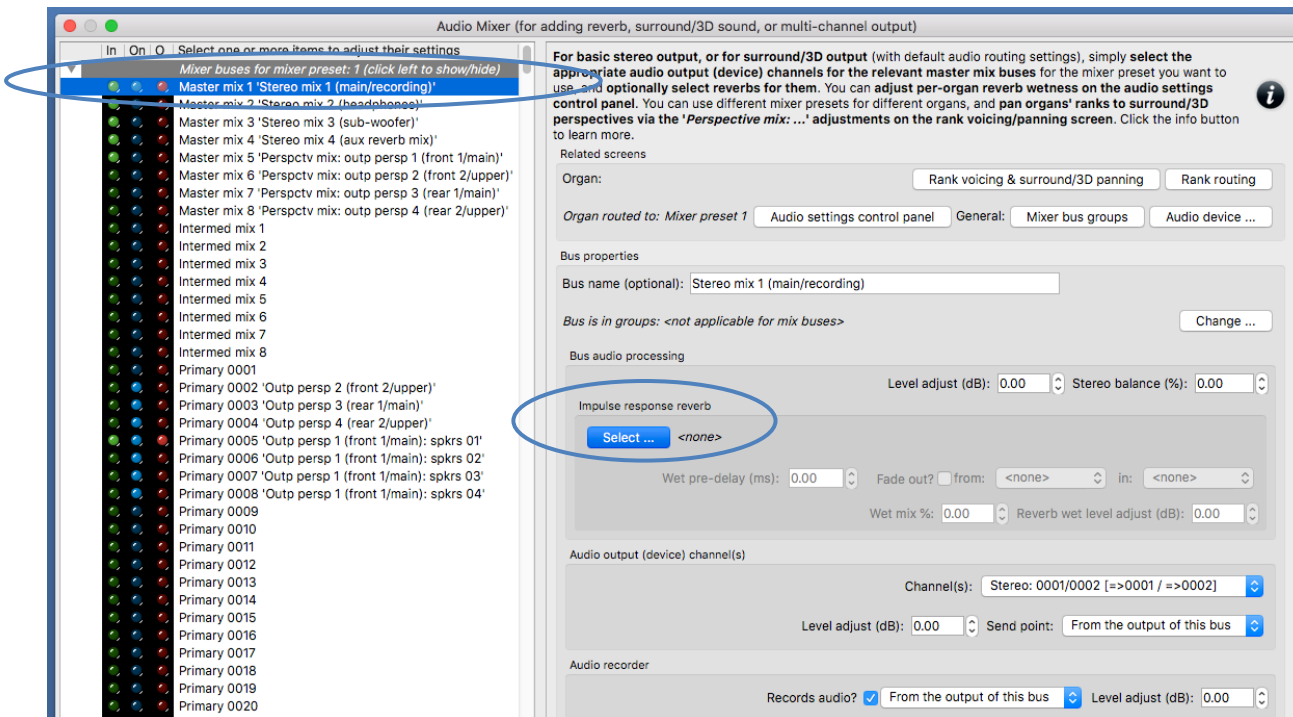 Audio Mixer (for adding reverb, surround/3D sound, or multi-channel output)
In On O Select one or more items to adjust their settings
Mixer buses for mixer preset: 1 (click left to show/hide)
Master mix 1 'Stereo mix 1 (main/recording)'
Master mix 2 'Stereo mix 2 (headphones)'
Master mix 3 'Stereo mix 3 (sub-woofer)'
Master mix 4 'Stereo mix 4 (aux reverb mix)'
Master mix 5 'Perspctv mix: outp persp 1 (front 1/main)'
Master mix 6 'Perspctv mix: outp persp 2 (front 2/upper)'
Master mix 7 'Perspctv mix: outp persp 3 (rear 1/main)'
Master mix 8 'Perspctv mix: outp persp 4 (rear 2/upper)'
Intermed mix 1
Intermed mix 2
Intermed mix 3
Intermed mix 4
Intermed mix 5
Intermed mix 6
Intermed mix 7
Intermed mix 8
Primary 0001
Primary 0002 'Outp persp 2 (front 2/upper)'
Primary 0003 'Outp persp 3 (rear 1/main)'
Primary 0004 'Outp persp 4 (rear 2/upper)'
Primary 0005 'Outp persp 1 (front 1/main): spkrs 01'
Primary 0006 'Outp persp 1 (front 1/main): spkrs 02'
Primary 0007 'Outp persp 1 (front 1/main): spkrs 03'
Primary 0008 'Outp persp 1 (front 1/main): spkrs 04'
Primary 0009
Primary 0010
Primary 0011
Primary 0012
Primary 0013
Primary 0014
Primary 0015
Primary 0016
Primary 0017
Primary 0018
Primary 0019
Primary 0020
For basic stereo output, or for surround/3D output (with default audio routing settings), simply select the
appropriate audio output (device) channels for the relevant master mix buses for the mixer preset you want to
use, and optionally select reverbs for them. You can adjust per-organ reverb wetness on the audio settings
control panel. You can use different mixer presets for different organs, and pan organs' ranks to surround/3D
perspectives via the 'Perspective mix: ...' adjustments on the rank voicing/panning screen. Click the info button
to learn more.
i
Related screens
Organ: Rank voicing & surround/3D panning Rank routing
Organ routed to: Mixer preset 1 Audio settings control panel General: Mixer bus groups Audio device ...
Bus properties
Bus name (optional): Stereo mix 1 (main/recording)
Bus is in groups: <not applicable for mix buses> Change ...
Bus audio processing
Level adjust (dB): 0.00 Stereo balance (%): 0.00
Impulse response reverb
Select ... <none>
Wet pre-delay (ms): 0.00 Fade out? from: <none> in: <none>
Wet mix %: 0.00 Reverb wet level adjust (dB): 0.00
Audio output (device) channel(s)
Channel(s): Stereo: 0001/0002 [=>0001 / =>0002]
Level adjust (dB): 0.00 Send point: From the output of this bus
Audio recorder
Records audio? From the output of this bus Level adjust (dB): 0.00